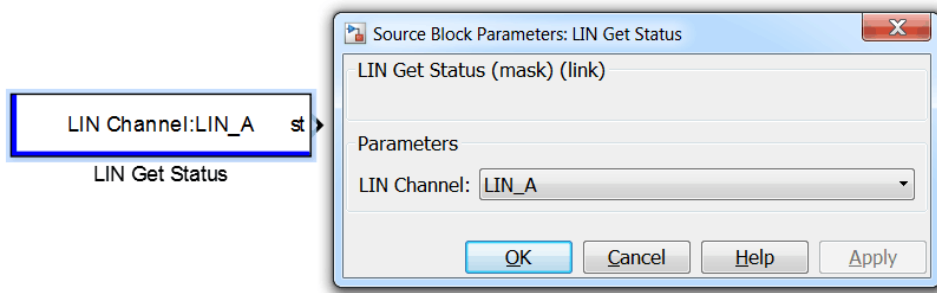 LIN Channel:LIN_A st
LIN Get Status
Source Block Parameters: LIN Get Status
LIN Get Status (mask) (link)
Parameters
LIN Channel: LIN_A
OK Cancel Help Apply